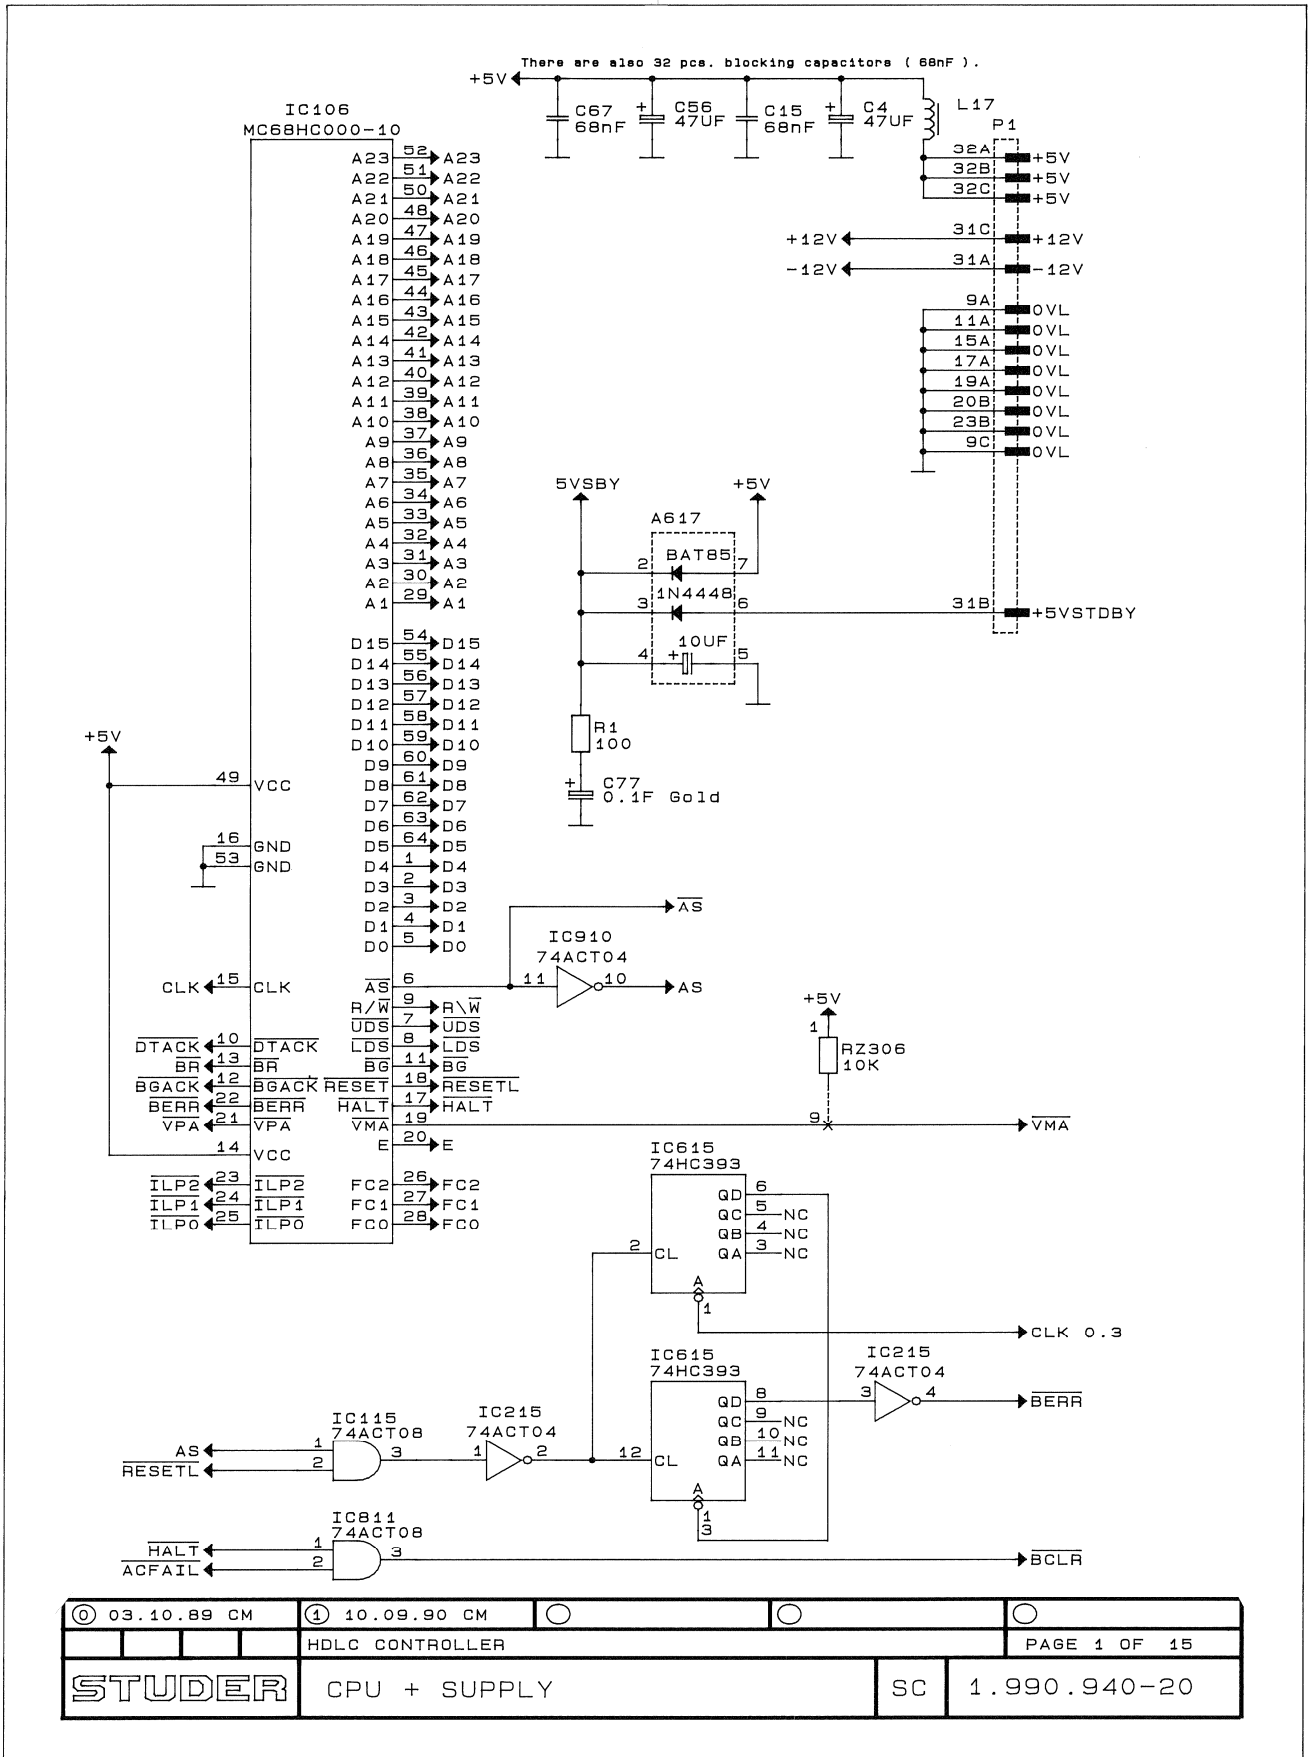 There are also 32 pcs. blocking capacitors ( 68nF ).
+5V
C67 68nF
C56 47UF
C15 68nF
C4 47UF
L17
P1
32A +5V
32B +5V
32C +5V
+12V 31C +12V
-12V 31A -12V
9A 0VL
11A 0VL
15A 0VL
17A 0VL
19A 0VL
20B 0VL
23B 0VL
9C 0VL
31B +5VSTDBY
IC106
MC68HC000-10
A23 52 A23
A22 51 A22
A21 50 A21
A20 48 A20
A19 47 A19
A18 46 A18
A17 45 A17
A16 44 A16
A15 43 A15
A14 42 A14
A13 41 A13
A12 40 A12
A11 39 A11
A10 38 A10
A9 37 A9
A8 36 A8
A7 35 A7
A6 34 A6
A5 33 A5
A4 32 A4
A3 31 A3
A2 30 A2
A1 29 A1
D15 54 D15
D14 55 D14
D13 56 D13
D12 57 D12
D11 58 D11
D10 59 D10
D9 60 D9
D8 61 D8
D7 62 D7
D6 63 D6
D5 64 D5
D4 1 D4
D3 2 D3
D2 3 D2
D1 4 D1
D0 5 D0
+5V
49 VCC
16 GND
53 GND
CLK 15 CLK
DTACK 10 DTACK
BR 13 BR
BGACK 12 BGACK
BERR 22 BERR
VPA 21 VPA
14 VCC
ILP2 23 ILP2
ILP1 24 ILP1
ILP0 25 ILP0
AS 6
R/W 9 R\W
UDS 7 UDS
LDS 8 LDS
BG 11 BG
RESET 18 RESETL
HALT 17 HALT
VMA 19
E 20 E
FC2 26 FC2
FC1 27 FC1
FC0 28 FC0
5VSBY
+5V
A617
2 BAT85 7
3 1N4448 6
4 + 10UF 5
R1
100
+ C77
0.1F Gold
AS
IC910
74ACT04
11 10 AS
+5V
1
RZ306
10K
9 VMA
IC615
74HC393
2 CL
QD 6
QC 5 NC
QB 4 NC
QA 3 NC
A
1
CLK 0.3
IC615
74HC393
12 CL
QD 8
QC 9 NC
QB 10 NC
QA 11 NC
A
1
3
IC215
74ACT04
3 4 BERR
IC115
74ACT08
AS 1
RESETL 2
3
IC215
74ACT04
1 2
IC811
74ACT08
HALT 1
ACFAIL 2
3 BCLR
0 03.10.89 CM
1 10.09.90 CM
HDLC CONTROLLER
PAGE 1 OF 15
STUDER
CPU + SUPPLY
SC
1.990.940-20